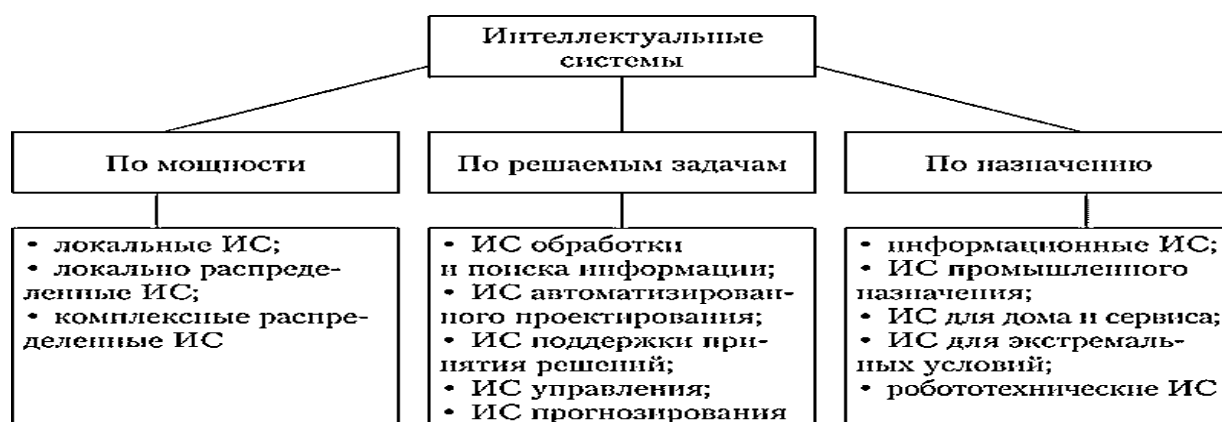 Интеллектуальные
системы
По мощности
По решаемым задачам
По назначению
• локальные ИС;
• локально распреде-
ленные ИС;
• комплексные распре-
деленные ИС
• ИС обработки
и поиска информации;
• ИС автоматизирован-
ного проектирования;
• ИС поддержки при-
нятия решений;
• ИС управления;
• ИС прогнозирования
• информационные ИС;
• ИС промышленного
назначения;
• ИС для дома и сервиса;
• ИС для экстремаль-
ных условий;
• робототехнические ИС